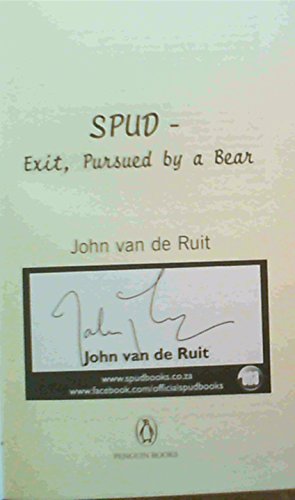 SPUD –
Exit, Pursued by a Bear
John van de Ruit
John van de Ruit
www.spudbooks.co.za
www.facebook.com/officialspudbooks
PENGUIN BOOKS